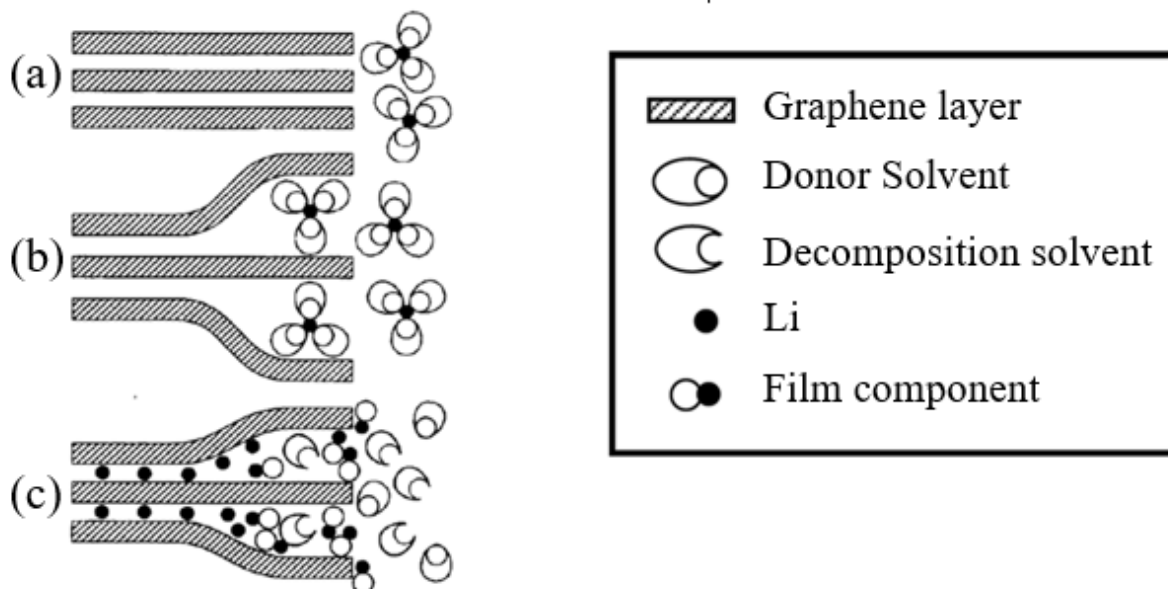 (a)
(b)
(c)
Graphene layer
Donor Solvent
Decomposition solvent
Li
Film component